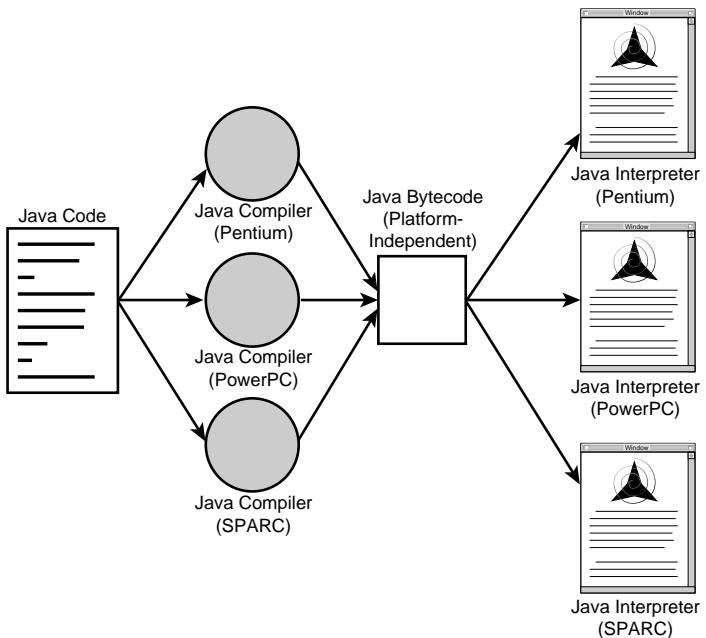 Java Code
Java Compiler
(Pentium)
Java Compiler
(PowerPC)
Java Compiler
(SPARC)
Java Bytecode
(Platform-
Independent)
Window
Java Interpreter
(Pentium)
Window
Java Interpreter
(PowerPC)
Window
Java Interpreter
(SPARC)